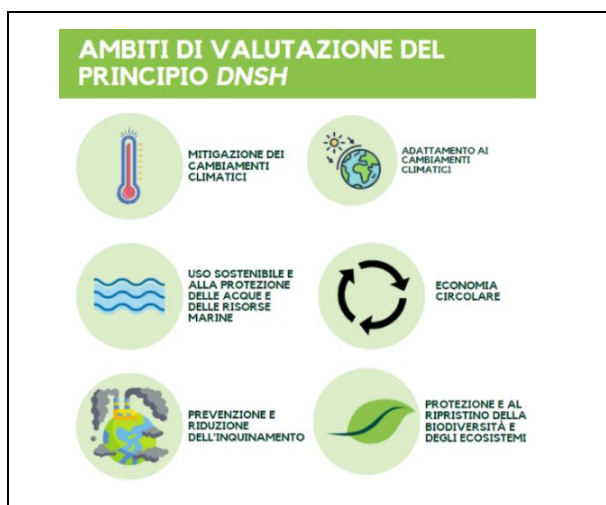 AMBITI DI VALUTAZIONE DEL
PRINCIPIO DNSH
MITIGAZIONE DEI
CAMBIAMENTI
CLIMATICI
ADATTAMENTO AI
CAMBIAMENTI
CLIMATICI
USO SOSTENIBILE E
ALLA PROTEZIONE
DELLE ACQUE E
DELLE RISORSE
MARINE
ECONOMIA
CIRCOLARE
PREVENZIONE E
RIDUZIONE
DELL'INQUINAMENTO
PROTEZIONE E AL
RIPRISTINO DELLA
BIODIVERSITÀ E
DEGLI ECOSISTEMI